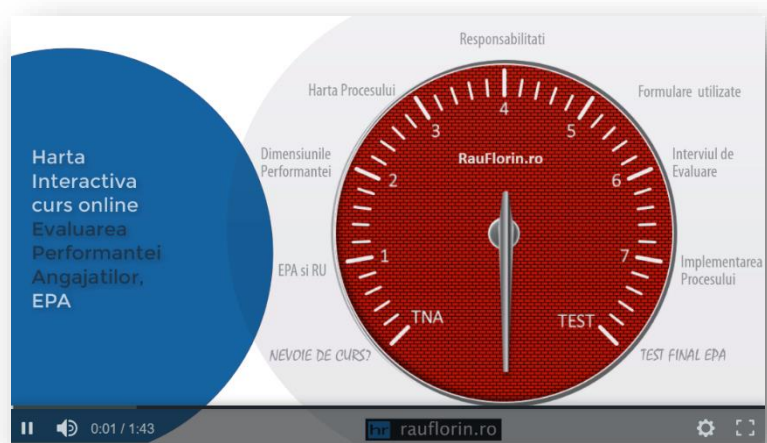 Responsabilitati
Harta Procesului
Formulare utilizate
4
3
5
Harta
Interactiva
curs online
Evaluarea
Performantei
Angajatilor,
EPA
Dimensiunile
Performantei
RauFlorin.ro
Interviul de
Evaluare
2
6
EPA si RU
1
7
Implementarea
Procesului
TNA
TEST
NEVOIE DE CURS?
TEST FINAL EPA
0:01 / 1:43
hr rauflorin.ro